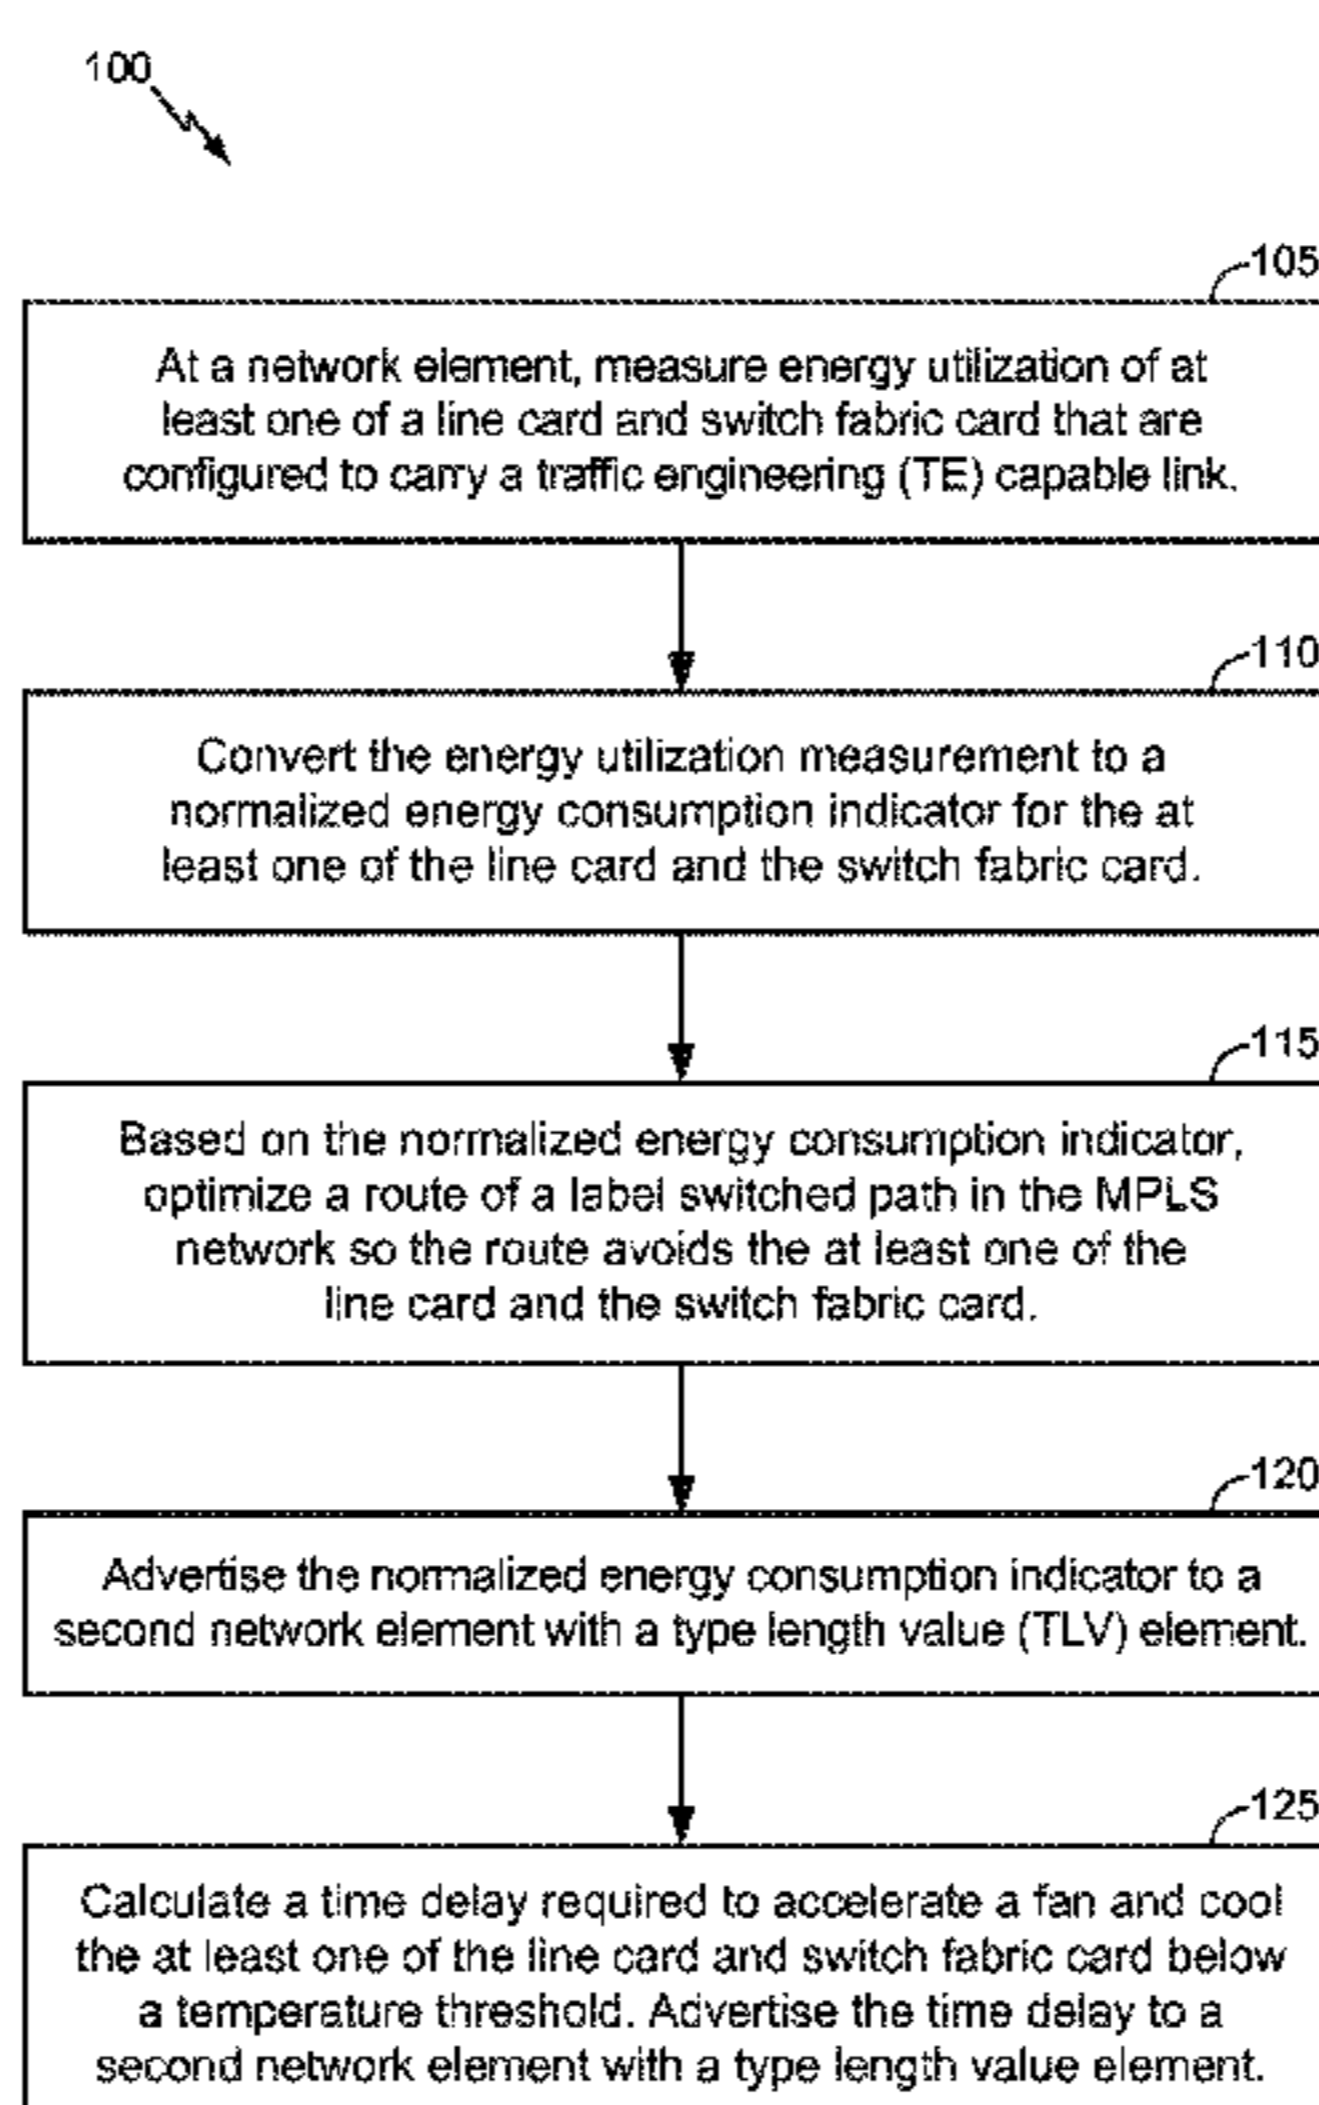 100
105
At a network element, measure energy utilization of at
least one of a line card and switch fabric card that are
configured to carry a traffic engineering (TE) capable link.
110
Convert the energy utilization measurement to a
normalized energy consumption indicator for the at
least one of the line card and the switch fabric card.
115
Based on the normalized energy consumption indicator,
optimize a route of a label switched path in the MPLS
network so the route avoids the at least one of the
line card and the switch fabric card.
120
Advertise the normalized energy consumption indicator to a
second network element with a type length value (TLV) element.
125
Calculate a time delay required to accelerate a fan and cool
the at least one of the line card and switch fabric card below
a temperature threshold. Advertise the time delay to a
second network element with a type length value element.